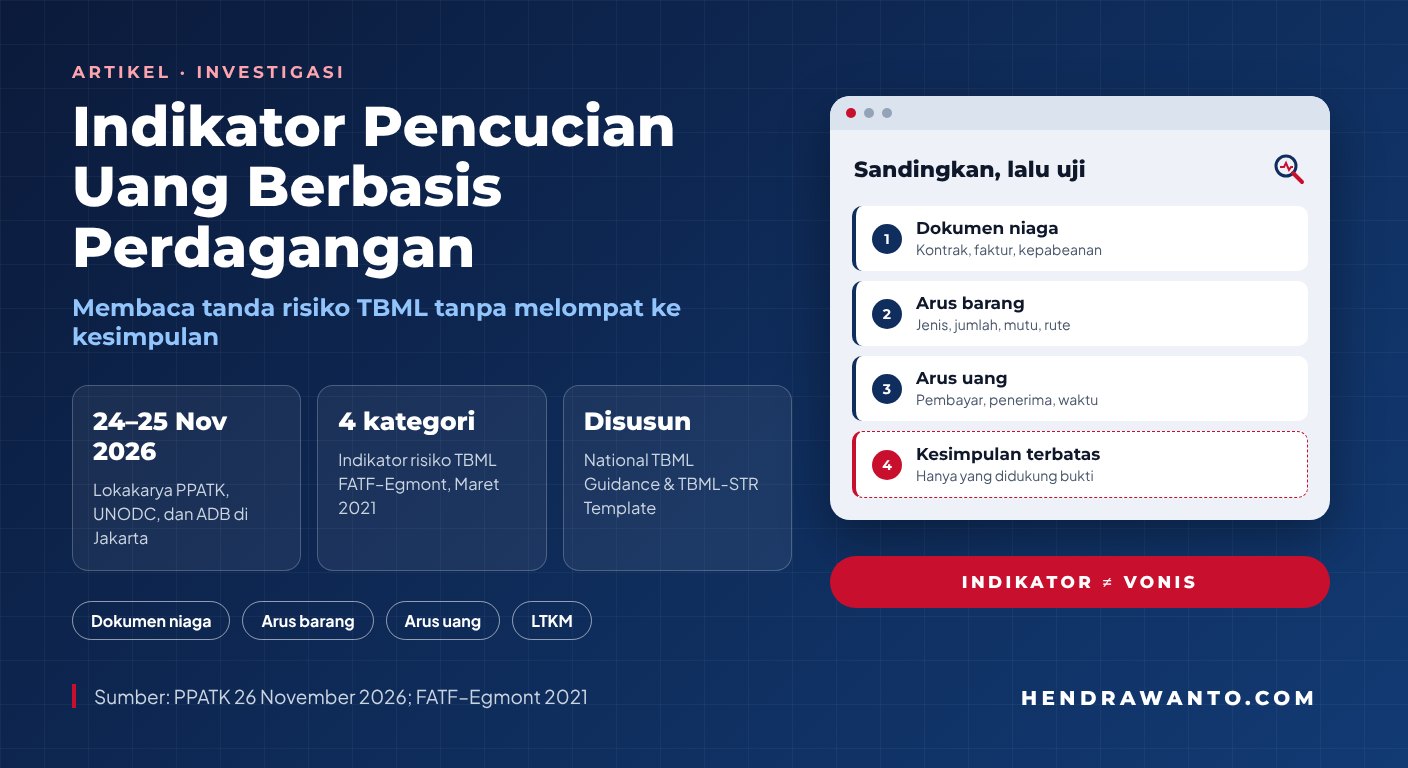 ARTIKEL · INVESTIGASI
Indikator Pencucian
Uang Berbasis
Perdagangan
Membaca tanda risiko TBML tanpa melompat ke
kesimpulan
24–25 Nov
2026
Lokakarya PPATK,
UNODC, dan ADB di
Jakarta
4 kategori
Indikator risiko TBML
FATF–Egmont, Maret
2021
Disusun
National TBML
Guidance & TBML-STR
Template
Dokumen niaga
Arus barang
Arus uang
LTKM
Sumber: PPATK 26 November 2026; FATF–Egmont 2021
Sandingkan, lalu uji
1
Dokumen niaga
Kontrak, faktur, kepabeanan
2
Arus barang
Jenis, jumlah, mutu, rute
3
Arus uang
Pembayar, penerima, waktu
4
Kesimpulan terbatas
Hanya yang didukung bukti
INDIKATOR ≠ VONIS
HENDRAWANTO.COM